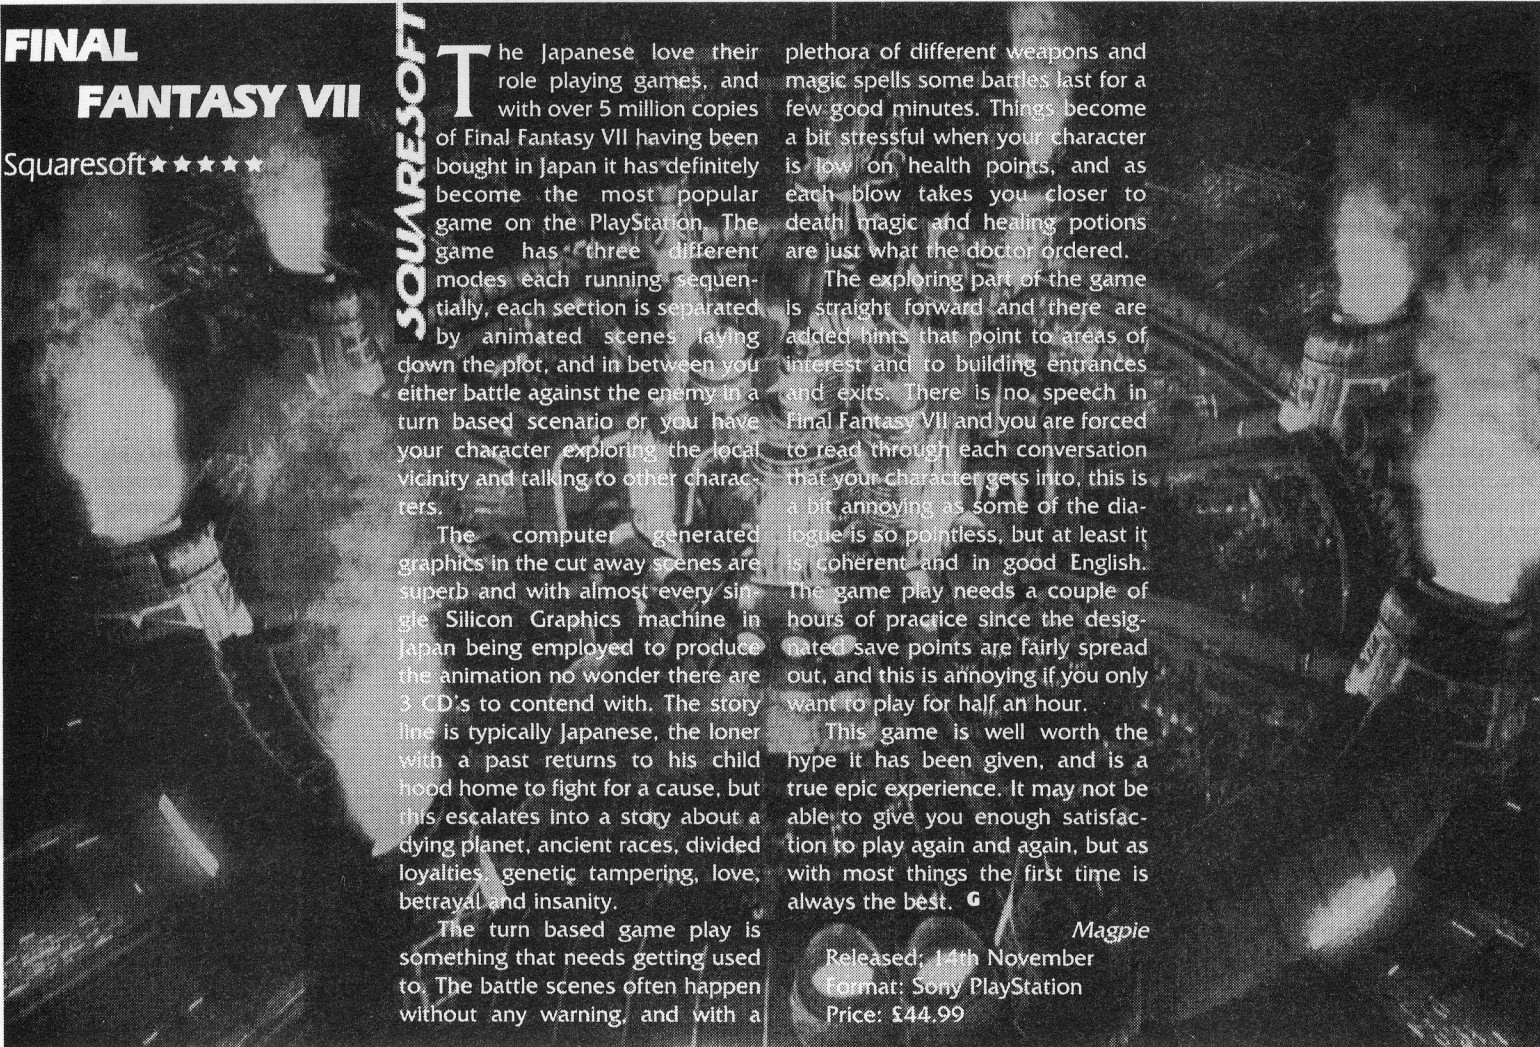 FINAL
FANTASY VII
Squaresoft★★★★★
SQUARESOFT
The Japanese love their
role playing games, and
with over 5 million copies
of Final Fantasy VII having been
bought in Japan it has definitely
become the most popular
game on the PlayStation. The
game has three different
modes each running sequen-
tially, each section is separated
by animated scenes laying
down the plot, and in between you
either battle against the enemy in a
turn based scenario or you have
your character exploring the local
vicinity and talking to other charac-
ters.
The computer generated
graphics in the cut away scenes are
superb and with almost every sin-
gle Silicon Graphics machine in
Japan being employed to produce
the animation no wonder there are
3 CD's to contend with. The story
line is typically Japanese, the loner
with a past returns to his child
hood home to fight for a cause, but
this escalates into a story about a
dying planet, ancient races, divided
loyalties, genetic tampering, love,
betrayal and insanity.
The turn based game play is
something that needs getting used
to. The battle scenes often happen
without any warning, and with a
plethora of different weapons and
magic spells some battles last for a
few good minutes. Things become
a bit stressful when your character
is low on health points, and as
each blow takes you closer to
death magic and healing potions
are just what the doctor ordered.
The exploring part of the game
is straight forward and there are
added hints that point to areas of
interest and to building entrances
and exits. There is no speech in
Final Fantasy VII and you are forced
to read through each conversation
that your character gets into, this is
a bit annoying as some of the dia-
logue is so pointless, but at least it
is coherent and in good English.
The game play needs a couple of
hours of practice since the desig-
nated save points are fairly spread
out, and this is annoying if you only
want to play for half an hour.
This game is well worth the
hype it has been given, and is a
true epic experience. It may not be
able to give you enough satisfac-
tion to play again and again, but as
with most things the first time is
always the best. G
Magpie
Released; 14th November
Format: Sony PlayStation
Price: £44.99